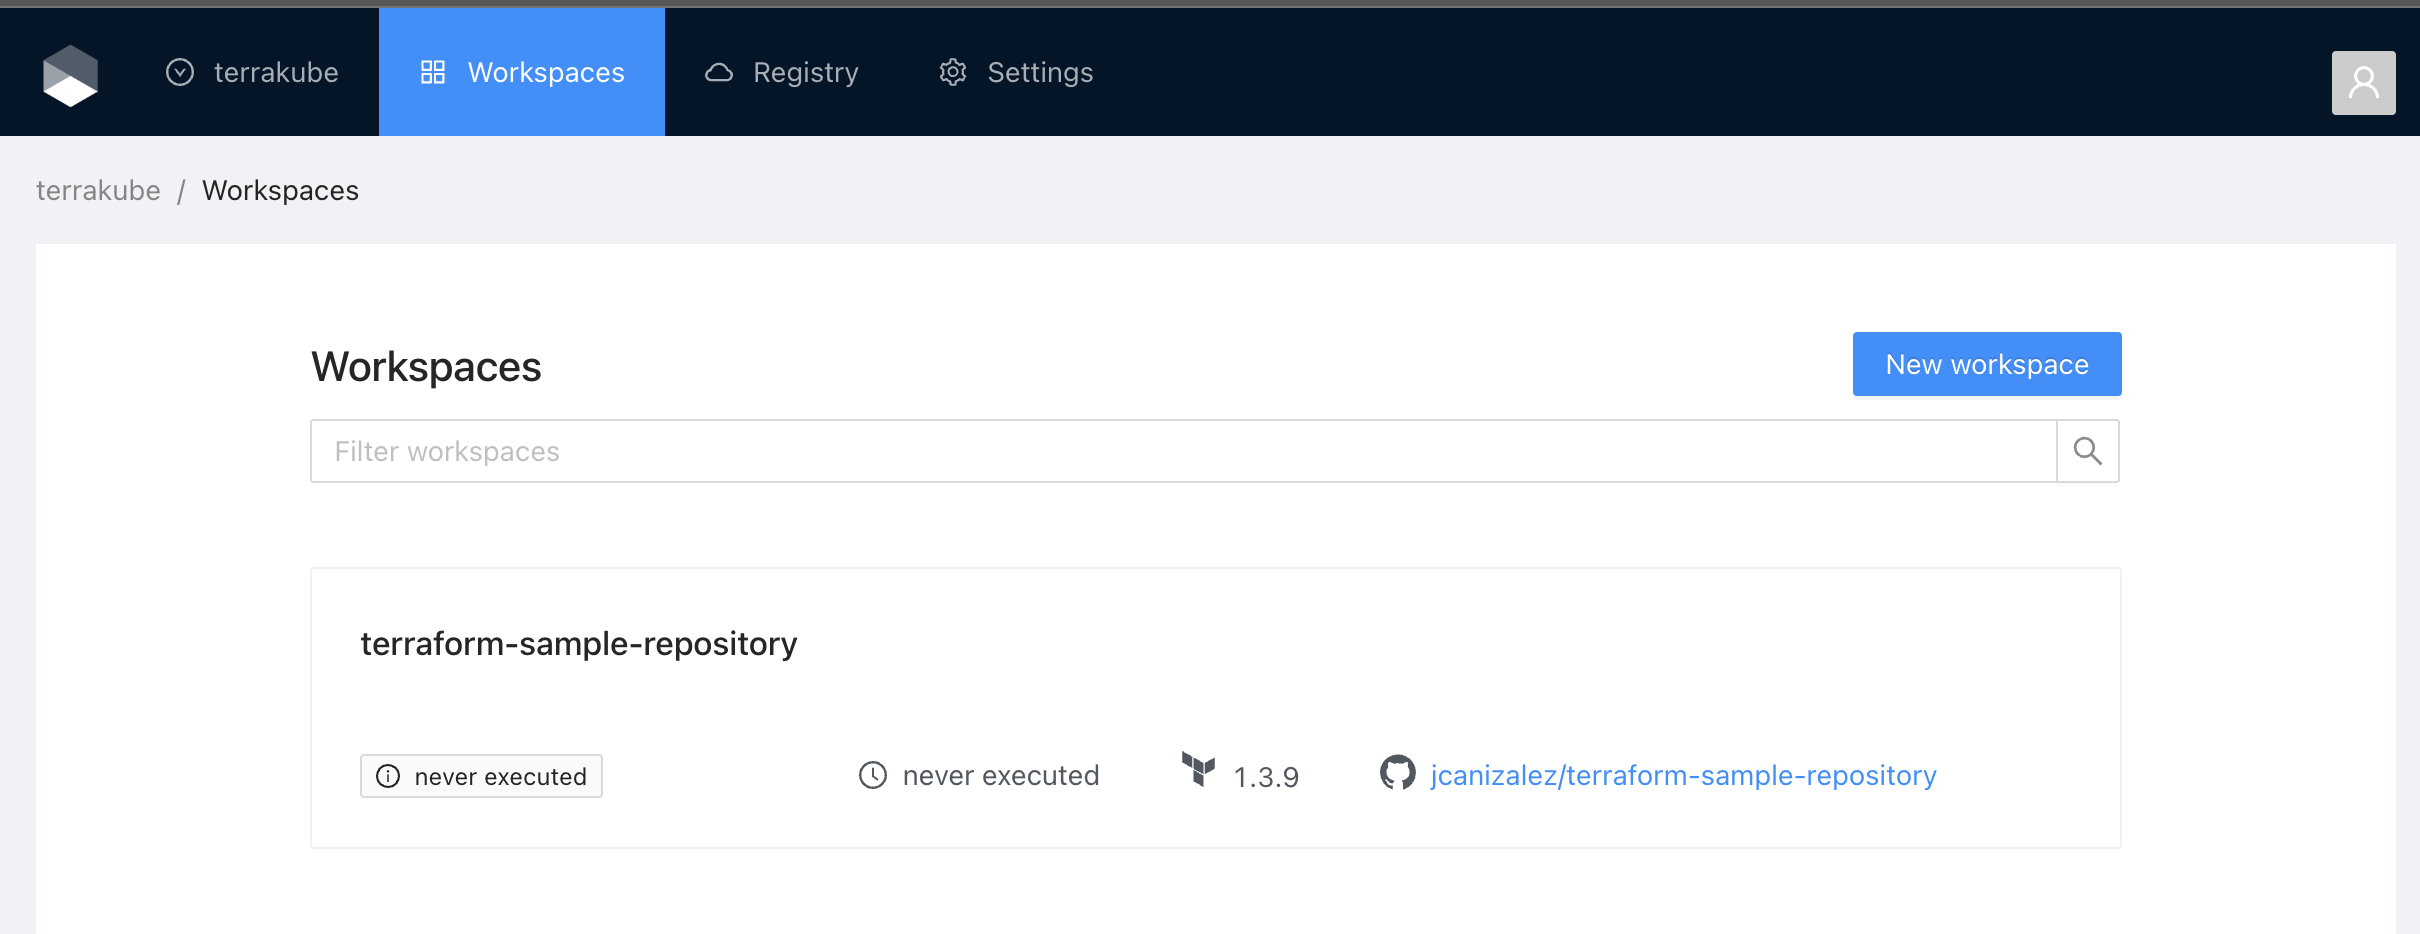 terrakube Workspaces Registry Settings
terrakube / Workspaces
Workspaces
New workspace
Filter workspaces
terraform-sample-repository
never executed never executed 1.3.9 jcanizalez/terraform-sample-repository